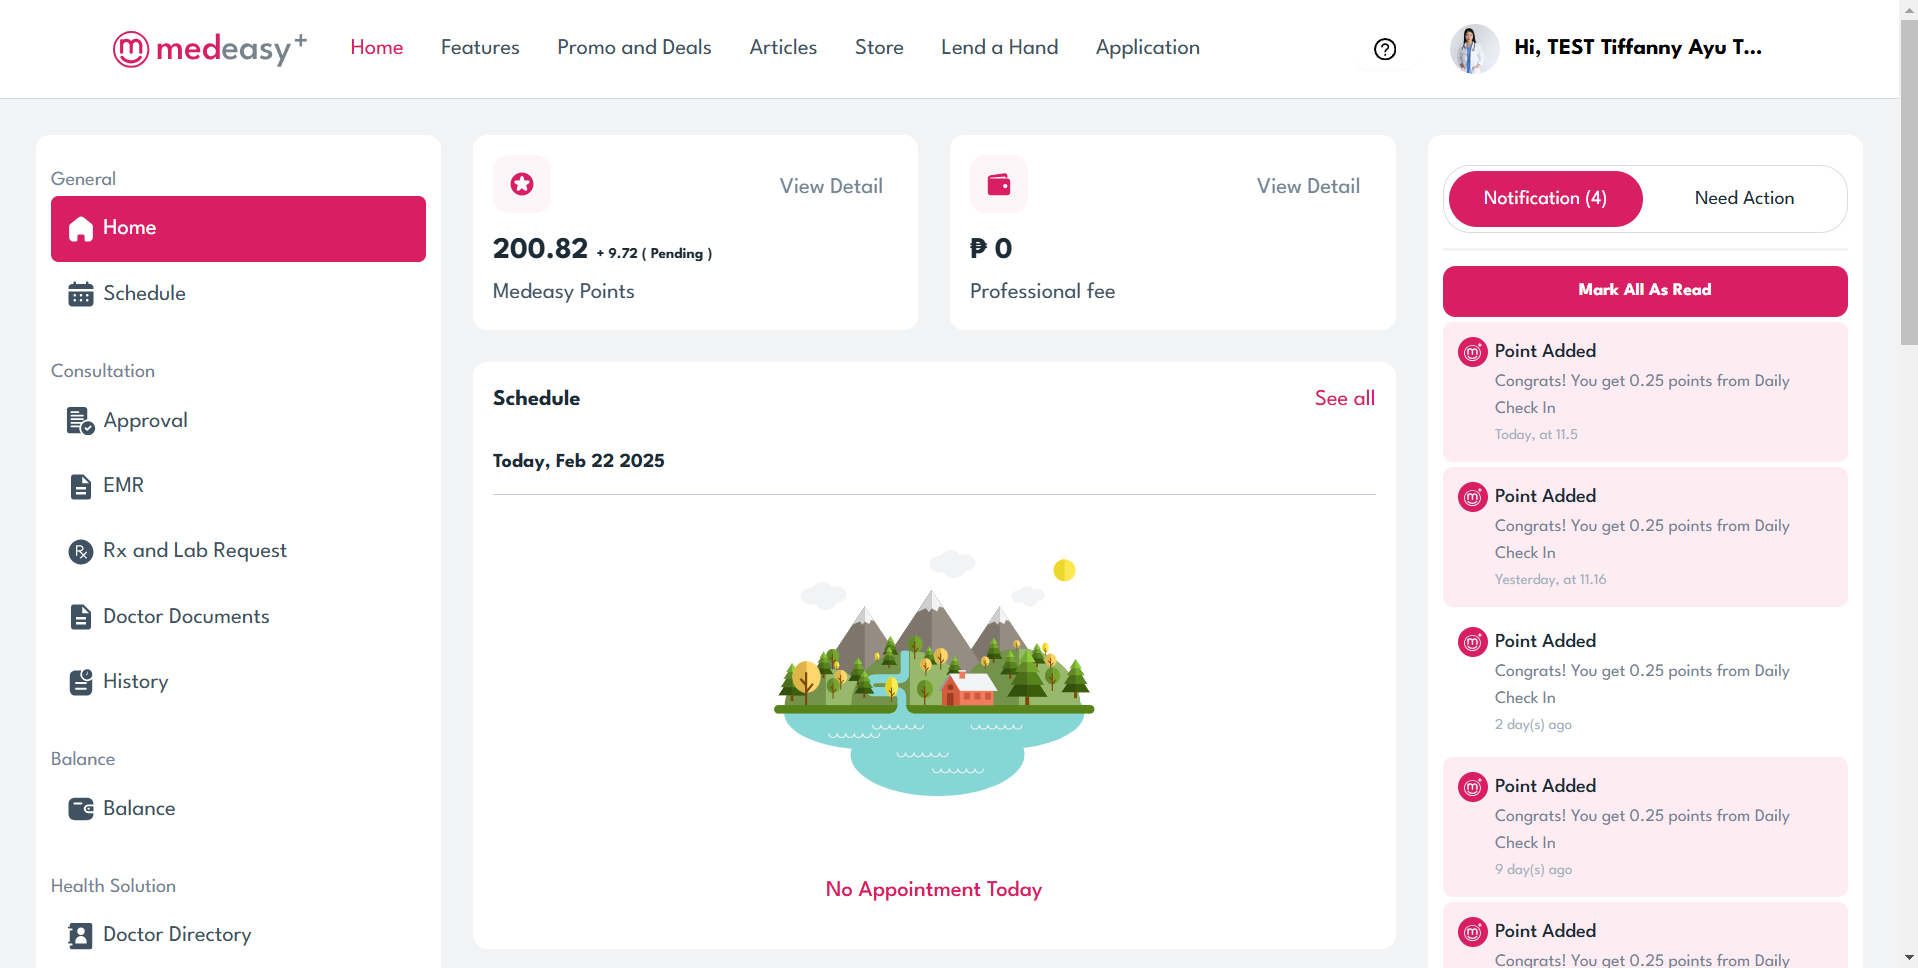 medeasy+
Home
Features
Promo and Deals
Articles
Store
Lend a Hand
Application
Hi, TEST Tiffanny Ayu T...
General
Home
Schedule
Consultation
Approval
EMR
Rx and Lab Request
Doctor Documents
History
Balance
Balance
Health Solution
Doctor Directory
View Detail
200.82 + 9.72 ( Pending )
Medeasy Points
View Detail
₱ 0
Professional fee
Schedule
See all
Today, Feb 22 2025
No Appointment Today
Notification (4)
Need Action
Mark All As Read
Point Added
Congrats! You get 0.25 points from Daily
Check In
Today, at 11.5
Point Added
Congrats! You get 0.25 points from Daily
Check In
Yesterday, at 11.16
Point Added
Congrats! You get 0.25 points from Daily
Check In
2 day(s) ago
Point Added
Congrats! You get 0.25 points from Daily
Check In
9 day(s) ago
Point Added
Congrats! You get 0.25 points from Daily